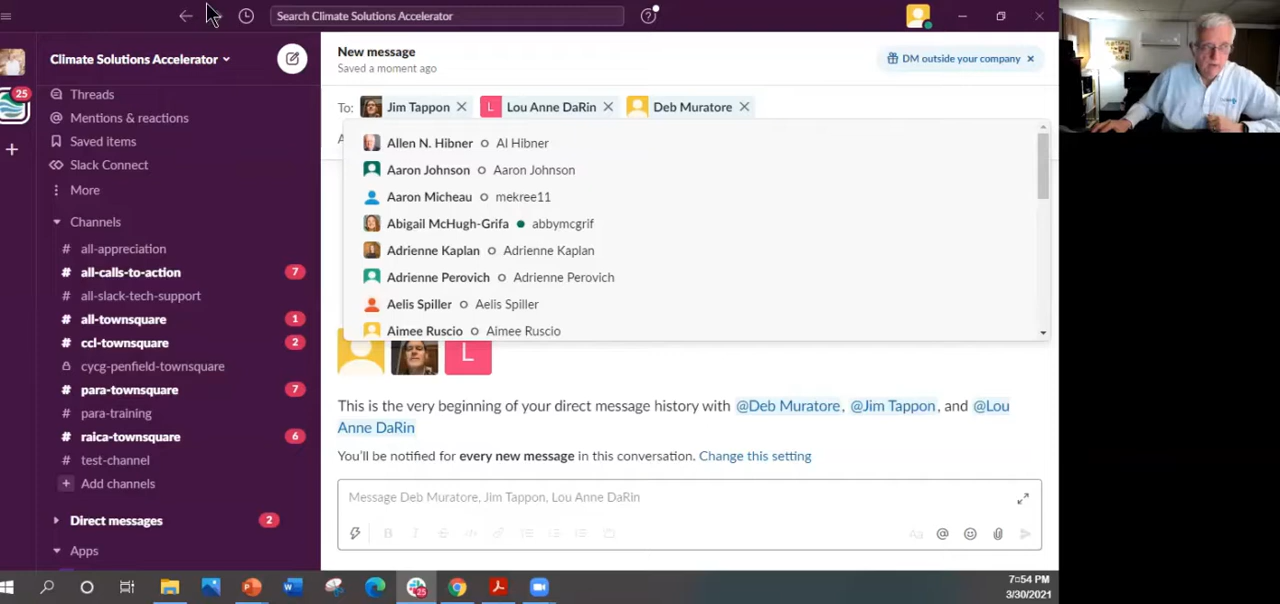 Search Climate Solutions Accelerator
Climate Solutions Accelerator
25
Threads
Mentions & reactions
Saved items
Slack Connect
More
Channels
# all-appreciation
# all-calls-to-action 7
# all-slack-tech-support
# all-townsquare 1
# ccl-townsquare 2
cycg-penfield-townsquare
# para-townsquare 7
# para-training
# raica-townsquare 6
# test-channel
+ Add channels
Direct messages 2
Apps
New message
Saved a moment ago
DM outside your company
To: Jim Tappon L Lou Anne DaRin Deb Muratore
Allen N. Hibner Al Hibner
Aaron Johnson Aaron Johnson
Aaron Micheau mekree11
Abigail McHugh-Grifa abbymcgrif
Adrienne Kaplan Adrienne Kaplan
Adrienne Perovich Adrienne Perovich
Aelis Spiller Aelis Spiller
Aimee Ruscio Aimee Ruscio
L
This is the very beginning of your direct message history with @Deb Muratore, @Jim Tappon, and @Lou
Anne DaRin
You'll be notified for every new message in this conversation. Change this setting
Message Deb Muratore, Jim Tappon, Lou Anne DaRin
Aa
25
7:54 PM
3/30/2021